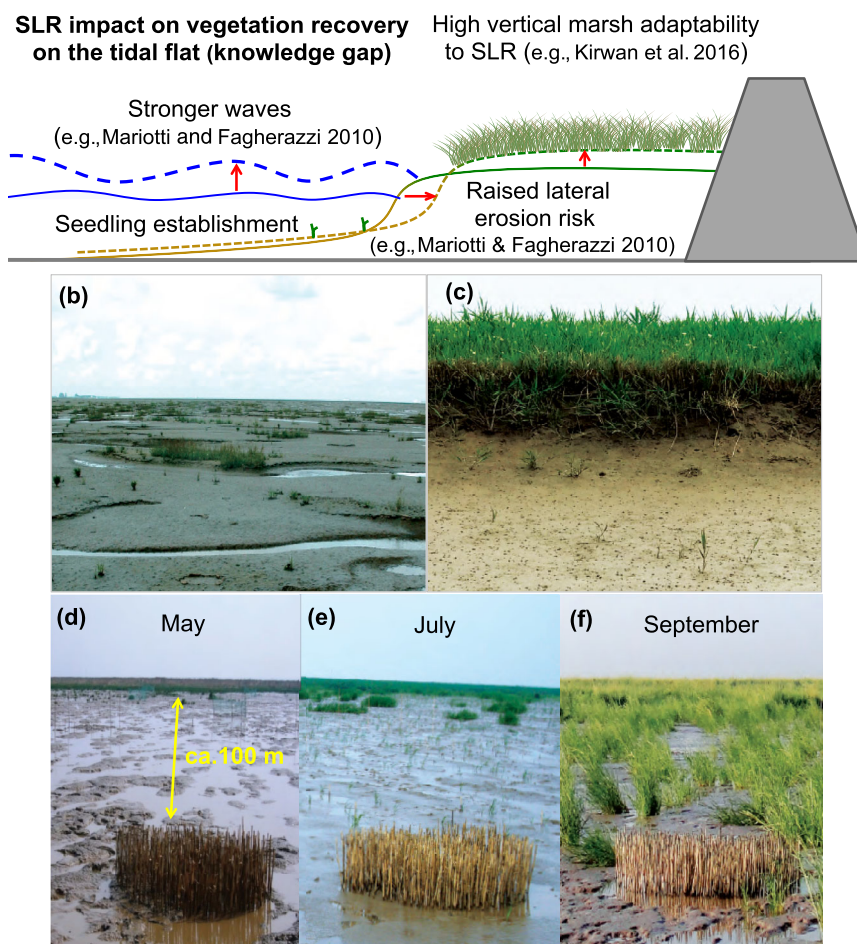 SLR impact on vegetation recovery
on the tidal flat (knowledge gap)
High vertical marsh adaptability
to SLR (e.g., Kirwan et al. 2016)
Stronger waves
(e.g.,Mariotti and Fagherazzi 2010)
Seedling establishment
Raised lateral
erosion risk
(e.g., Mariotti & Fagherazzi 2010)
(b)
(c)
(d)
May
ca.100 m
(e)
July
(f)
September